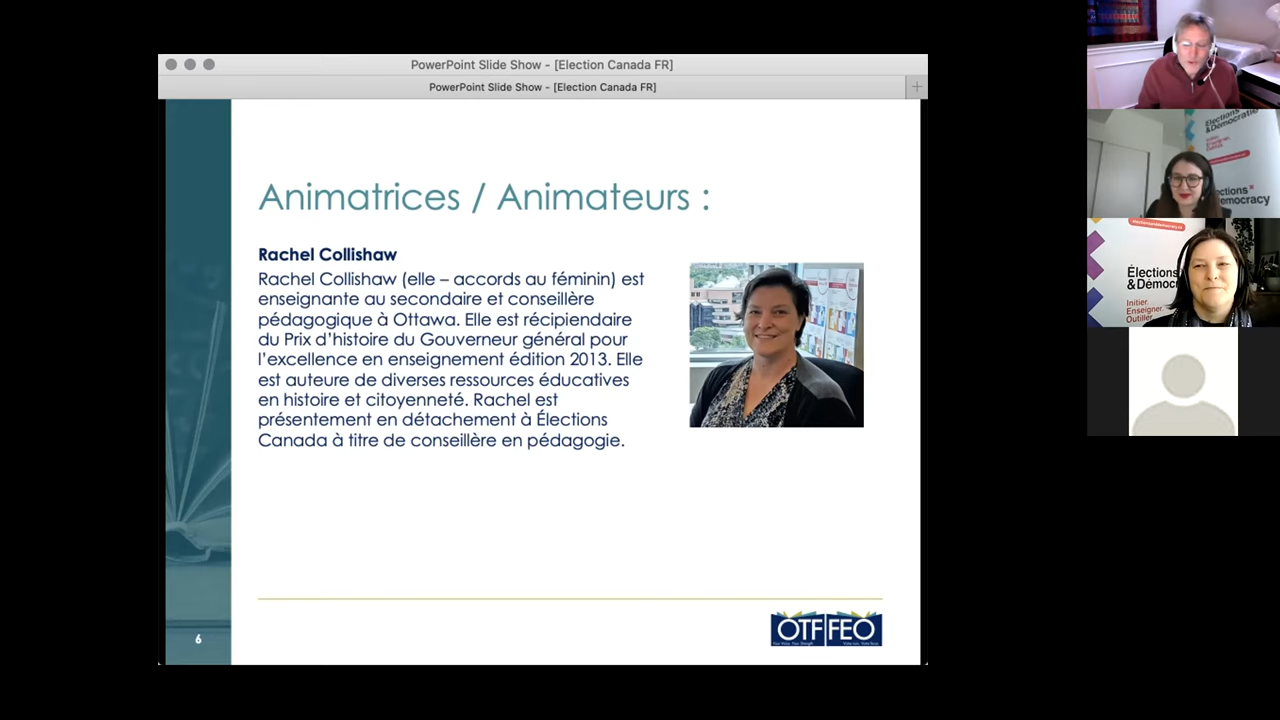 PowerPoint Slide Show - [Election Canada FR]
PowerPoint Slide Show - [Election Canada FR]
Animatrices / Animateurs :
Rachel Collishaw
Rachel Collishaw (elle – accords au féminin) est
enseignante au secondaire et conseillère
pédagogique à Ottawa. Elle est récipiendaire
du Prix d’histoire du Gouverneur général pour
l’excellence en enseignement édition 2013. Elle
est auteure de diverses ressources éducatives
en histoire et citoyenneté. Rachel est
présentement en détachement à Élections
Canada à titre de conseillère en pédagogie.
6
OTF FEO
Élections
&Démocratie
Élections
&Démocr
Initier.
Enseigner.
Outiller